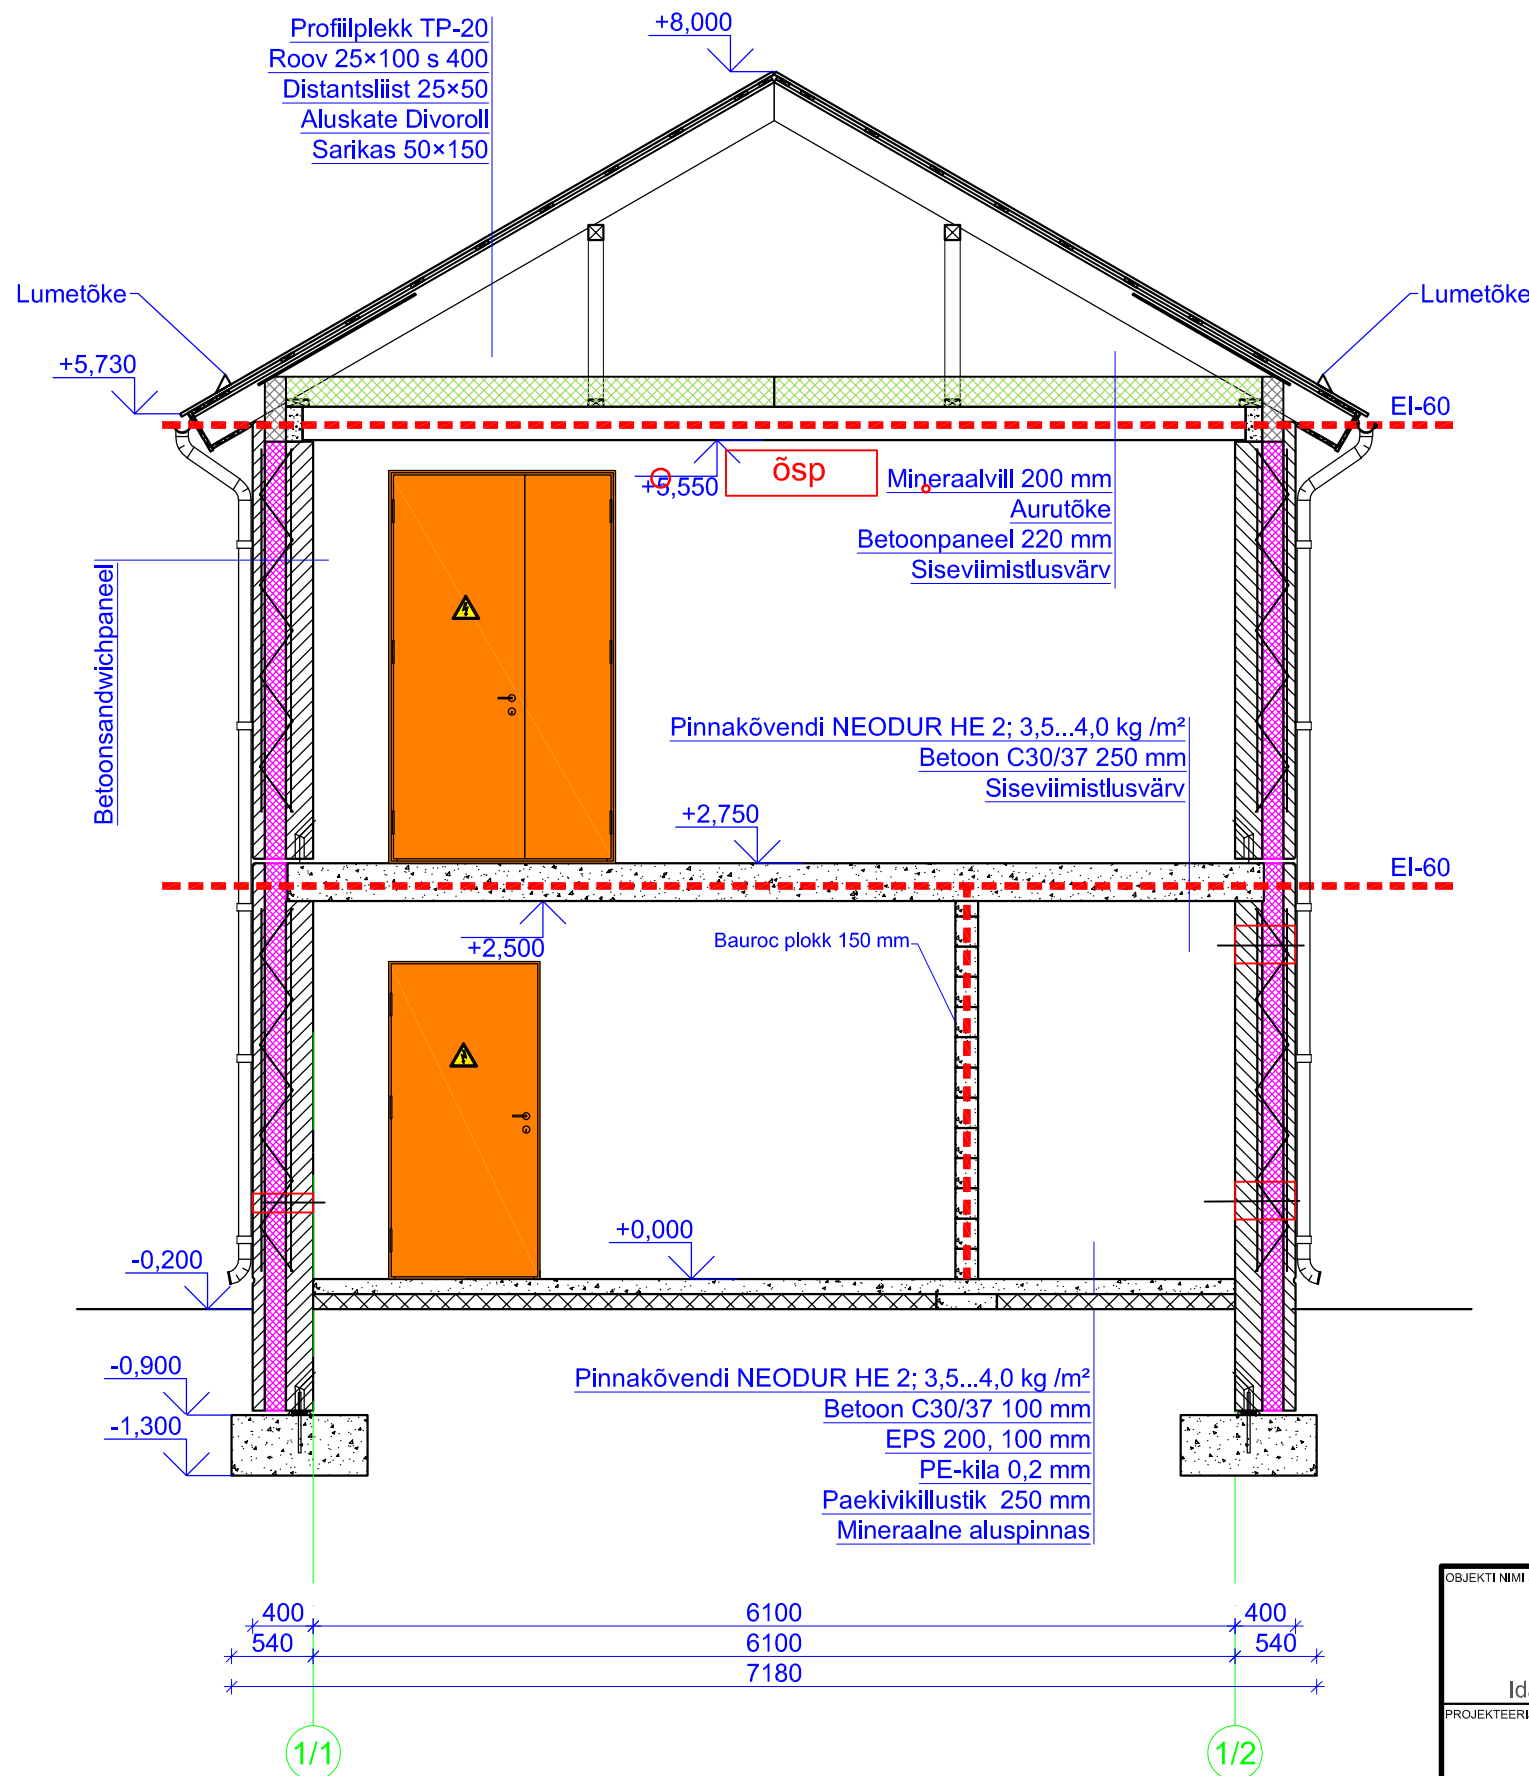 Profiilplekk TP-20
Roov 25×100 s 400
Distantsliist 25×50
Aluskate Divoroll
Sarikas 50×150
+8,000
Lumetõke
Lumetõke
+5,730
EI-60
+5,550
õsp
Mineraalvill 200 mm
Aurutõke
Betoonpaneel 220 mm
Siseviimistlusvärv
Betoonsandwichpaneel
Pinnakõvendi NEODUR HE 2; 3,5...4,0 kg /m²
Betoon C30/37 250 mm
Siseviimistlusvärv
+2,750
EI-60
+2,500
Bauroc plokk 150 mm
+0,000
-0,200
-0,900
-1,300
Pinnakõvendi NEODUR HE 2; 3,5...4,0 kg /m²
Betoon C30/37 100 mm
EPS 200, 100 mm
PE-kila 0,2 mm
Paekivikillustik 250 mm
Mineraalne aluspinnas
400 6100 400
540 6100 540
7180
1/1 1/2
OBJEKTI NIMI